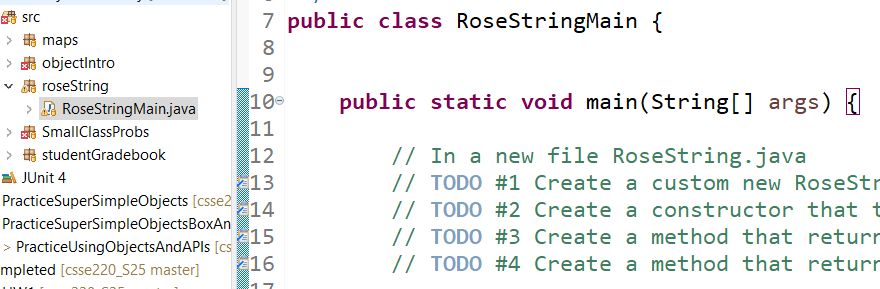 src
maps
objectIntro
roseString
RoseStringMain.java
SmallClassProbs
studentGradebook
JUnit 4
PracticeSuperSimpleObjects [csse2
PracticeSuperSimpleObjectsBoxAn
> PracticeUsingObjectsAndAPIs [cs
mpleted [csse220_S25 master]
7 public class RoseStringMain {
8
9
10 public static void main(String[] args) {
11
12 // In a new file RoseString.java
13 // TODO #1 Create a custom new RoseStr
14 // TODO #2 Create a constructor that t
15 // TODO #3 Create a method that return
16 // TODO #4 Create a method that return
17